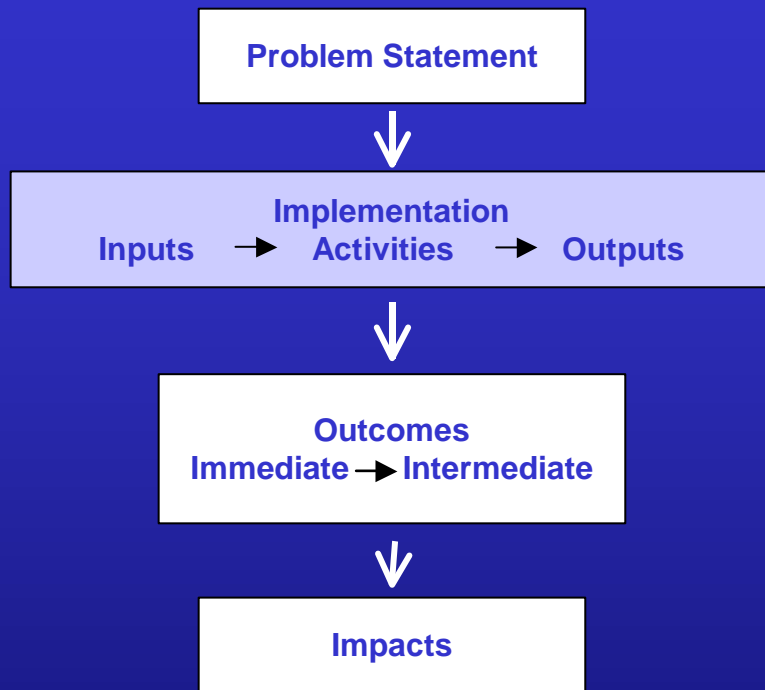 Problem Statement
Implementation
Inputs Activities Outputs
Outcomes
Immediate Intermediate
Impacts